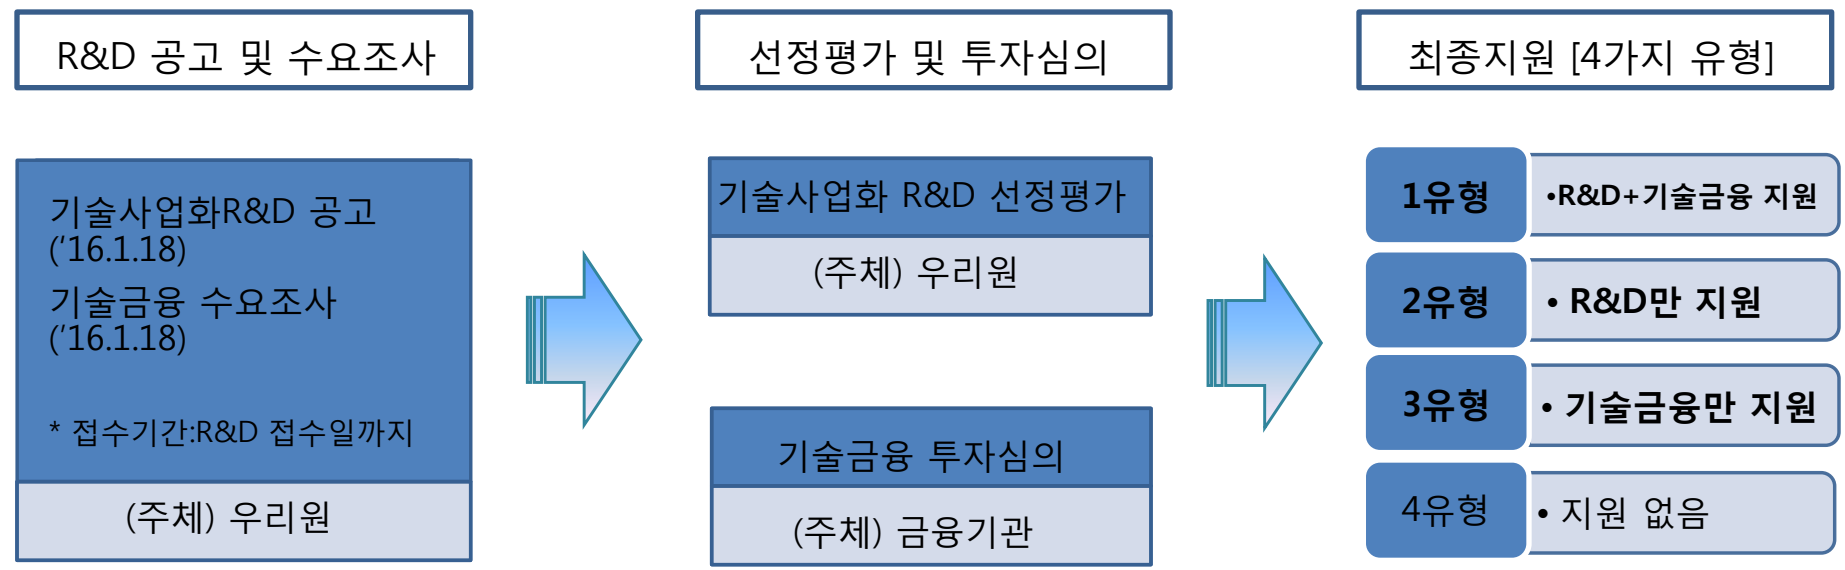 R&D 공고 및 수요조사
기술사업화R&D 공고
(‘16.1.18)
기술금융 수요조사
(‘16.1.18)
* 접수기간:R&D 접수일까지
(주체) 우리원
선정평가 및 투자심의
기술사업화 R&D 선정평가
(주체) 우리원
기술금융 투자심의
(주체) 금융기관
최종지원 [4가지 유형]
1유형 •R&D+기술금융 지원
2유형 • R&D만 지원
3유형 • 기술금융만 지원
4유형 • 지원 없음